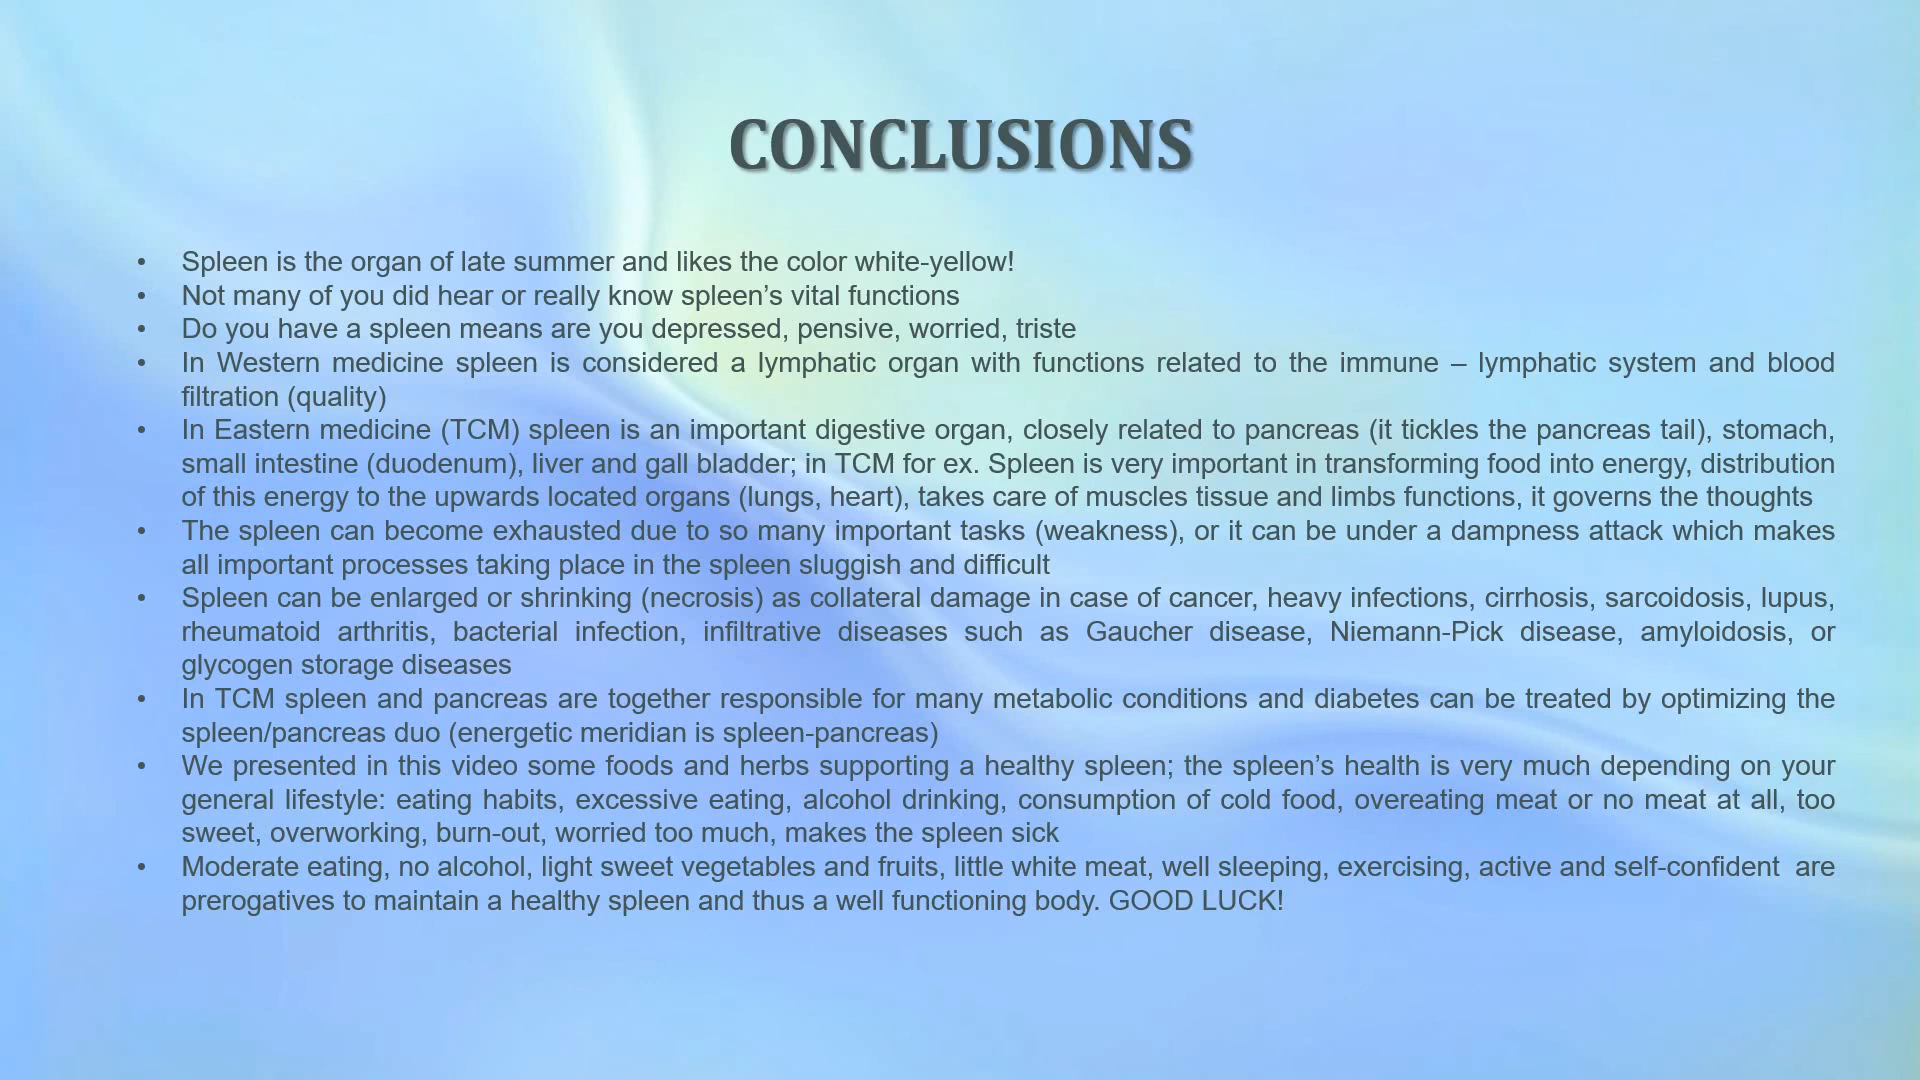 CONCLUSIONS
• Spleen is the organ of late summer and likes the color white-yellow!
• Not many of you did hear or really know spleen’s vital functions
• Do you have a spleen means are you depressed, pensive, worried, triste
• In Western medicine spleen is considered a lymphatic organ with functions related to the immune – lymphatic system and blood
filtration (quality)
• In Eastern medicine (TCM) spleen is an important digestive organ, closely related to pancreas (it tickles the pancreas tail), stomach,
small intestine (duodenum), liver and gall bladder; in TCM for ex. Spleen is very important in transforming food into energy, distribution
of this energy to the upwards located organs (lungs, heart), takes care of muscles tissue and limbs functions, it governs the thoughts
• The spleen can become exhausted due to so many important tasks (weakness), or it can be under a dampness attack which makes
all important processes taking place in the spleen sluggish and difficult
• Spleen can be enlarged or shrinking (necrosis) as collateral damage in case of cancer, heavy infections, cirrhosis, sarcoidosis, lupus,
rheumatoid arthritis, bacterial infection, infiltrative diseases such as Gaucher disease, Niemann-Pick disease, amyloidosis, or
glycogen storage diseases
• In TCM spleen and pancreas are together responsible for many metabolic conditions and diabetes can be treated by optimizing the
spleen/pancreas duo (energetic meridian is spleen-pancreas)
• We presented in this video some foods and herbs supporting a healthy spleen; the spleen’s health is very much depending on your
general lifestyle: eating habits, excessive eating, alcohol drinking, consumption of cold food, overeating meat or no meat at all, too
sweet, overworking, burn-out, worried too much, makes the spleen sick
• Moderate eating, no alcohol, light sweet vegetables and fruits, little white meat, well sleeping, exercising, active and self-confident are
prerogatives to maintain a healthy spleen and thus a well functioning body. GOOD LUCK!